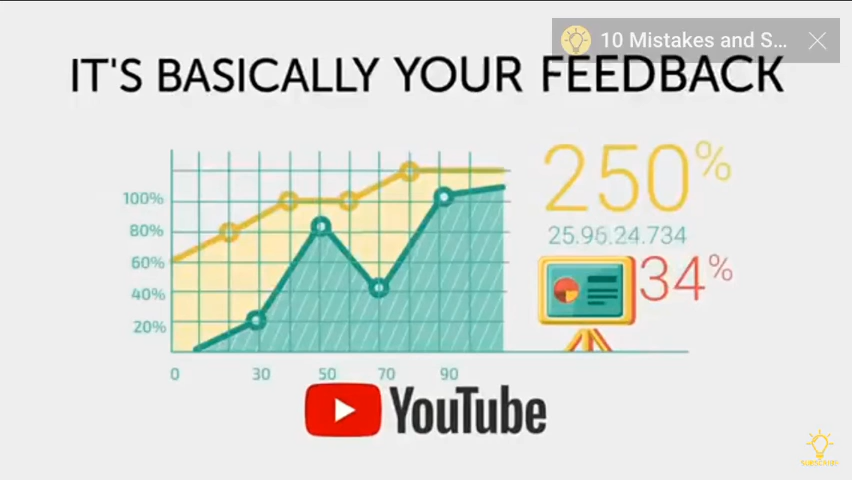 10 Mistakes and S...
IT'S BASICALLY YOUR FEEDBACK
100%
80%
60%
40%
20%
0 30 50 70 90
250%
25.96.24.734
34%
YouTube
SUBSCRIBE